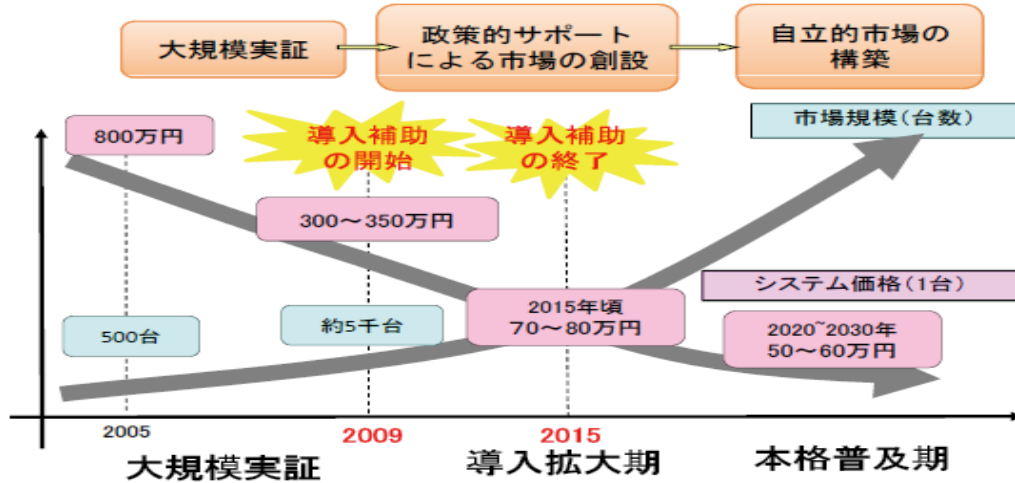 大規模実証
政策的サポート
による市場の創設
自立的市場の
構築
800万円
導入補助
の開始
導入補助
の終了
市場規模(台数)
300～350万円
システム価格(1台)
500台
約5千台
2015年頃
70～80万円
2020~2030年
50～60万円
2005
2009
2015
大規模実証
導入拡大期
本格普及期